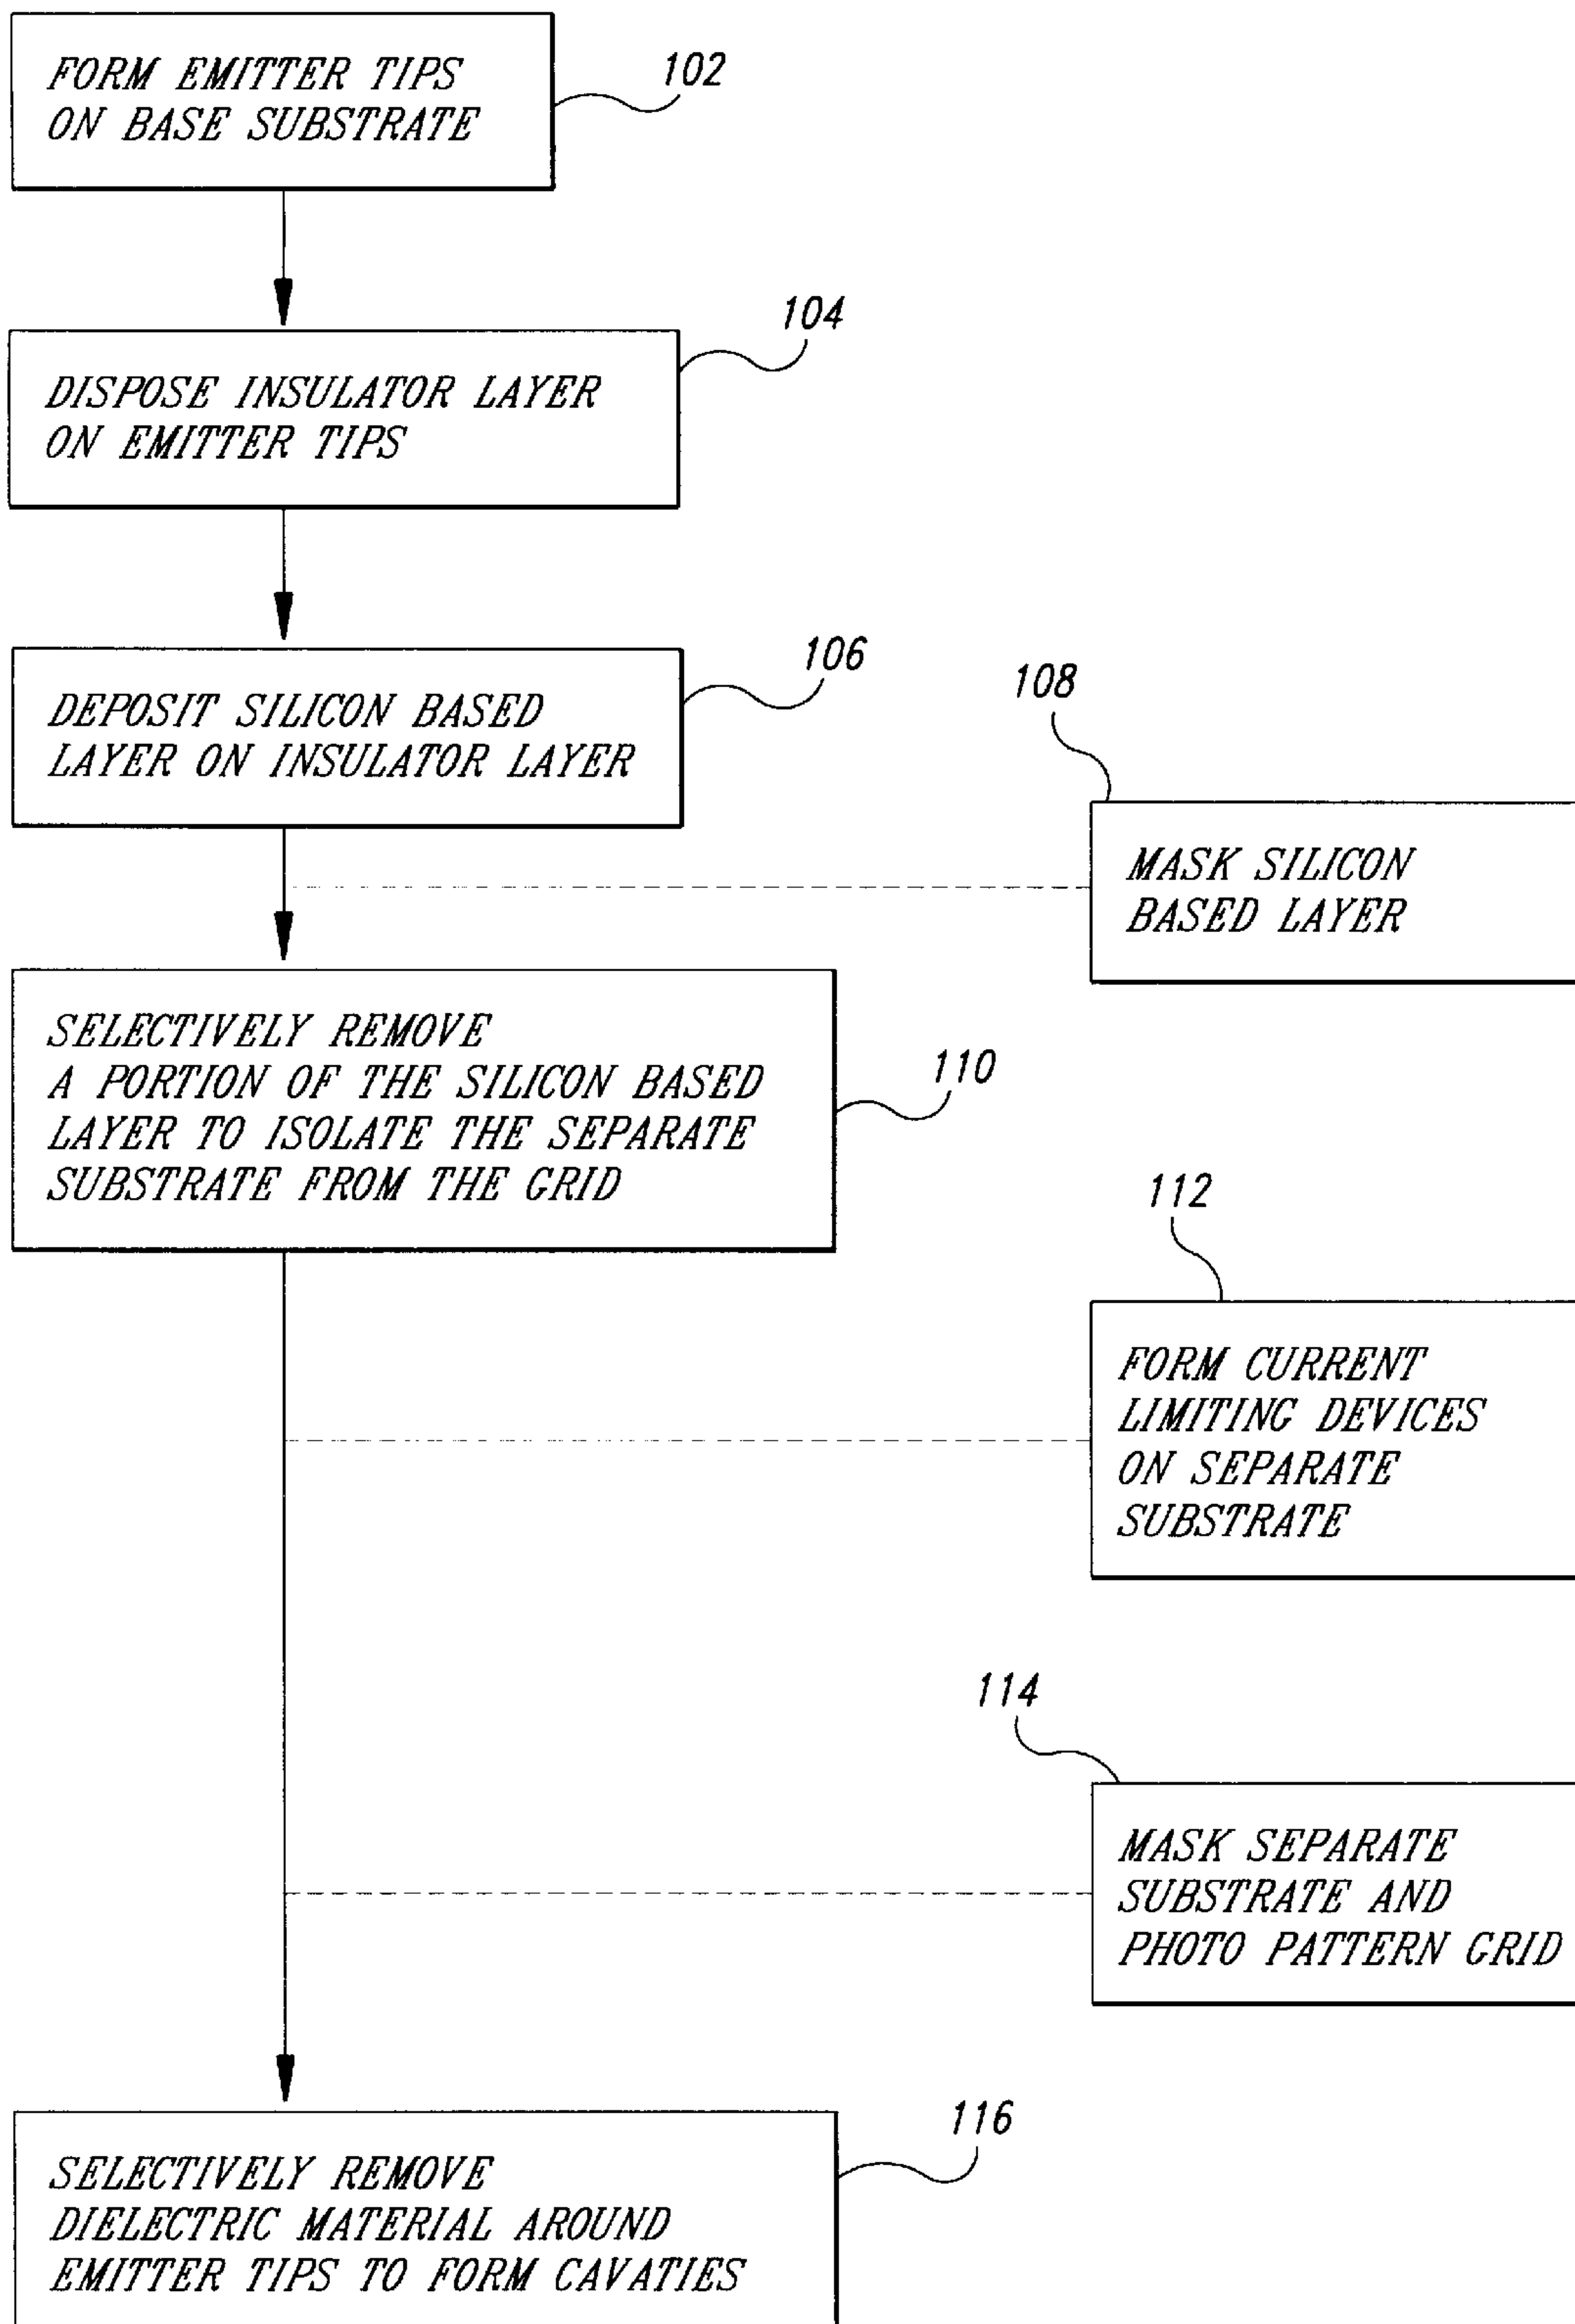 FORM EMITTER TIPS
ON BASE SUBSTRATE
102
DISPOSE INSULATOR LAYER
ON EMITTER TIPS
104
DEPOSIT SILICON BASED
LAYER ON INSULATOR LAYER
106
108
MASK SILICON
BASED LAYER
SELECTIVELY REMOVE
A PORTION OF THE SILICON BASED
LAYER TO ISOLATE THE SEPARATE
SUBSTRATE FROM THE GRID
110
112
FORM CURRENT
LIMITING DEVICES
ON SEPARATE
SUBSTRATE
114
MASK SEPARATE
SUBSTRATE AND
PHOTO PATTERN GRID
SELECTIVELY REMOVE
DIELECTRIC MATERIAL AROUND
EMITTER TIPS TO FORM CAVATIES
116